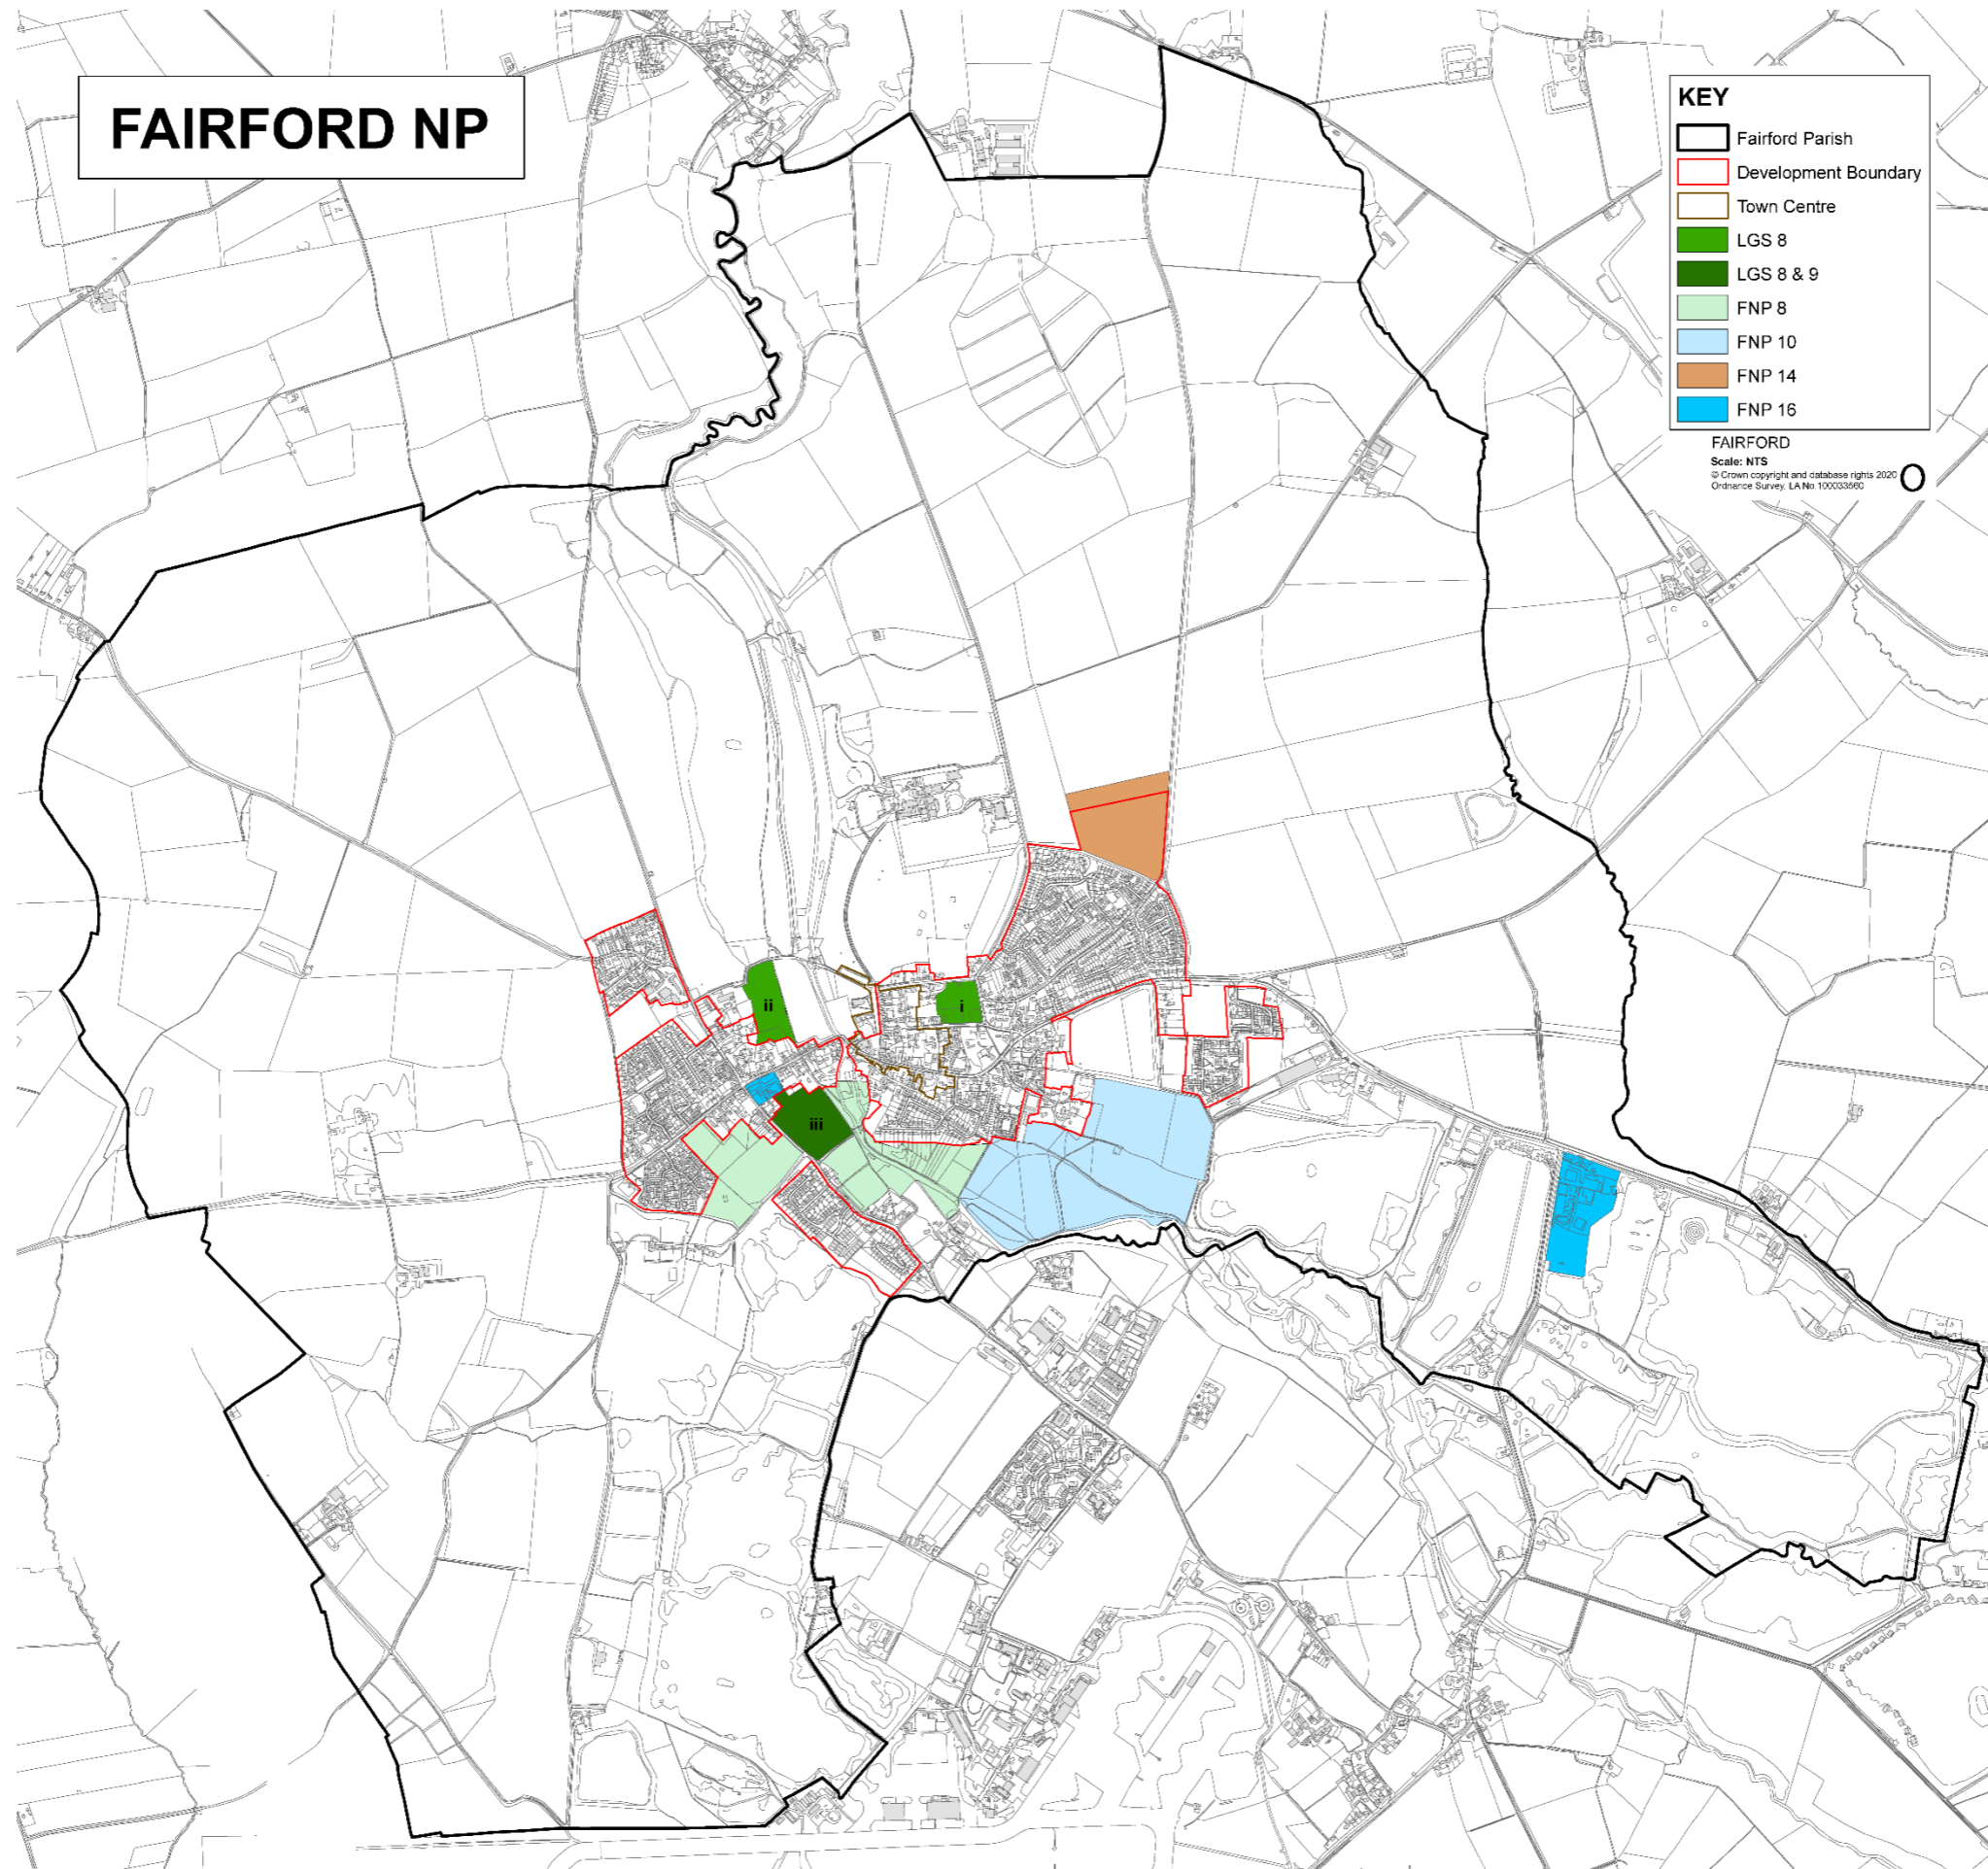 FAIRFORD NP
KEY
Fairford Parish
Development Boundary
Town Centre
LGS 8
LGS 8 & 9
FNP 8
FNP 10
FNP 14
FNP 16
FAIRFORD
Scale: NTS
© Crown copyright and database rights 2020
Ordnance Survey, LA No. 100033560
ii
i
iii